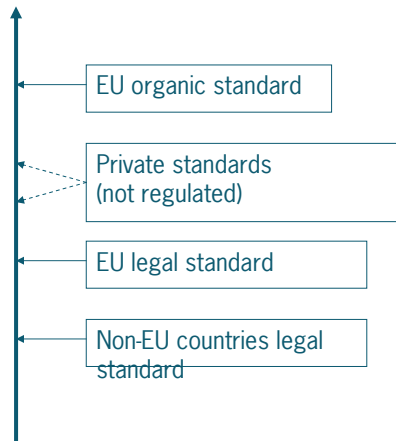 EU organic standard
Private standards
(not regulated)
EU legal standard
Non-EU countries legal
standard